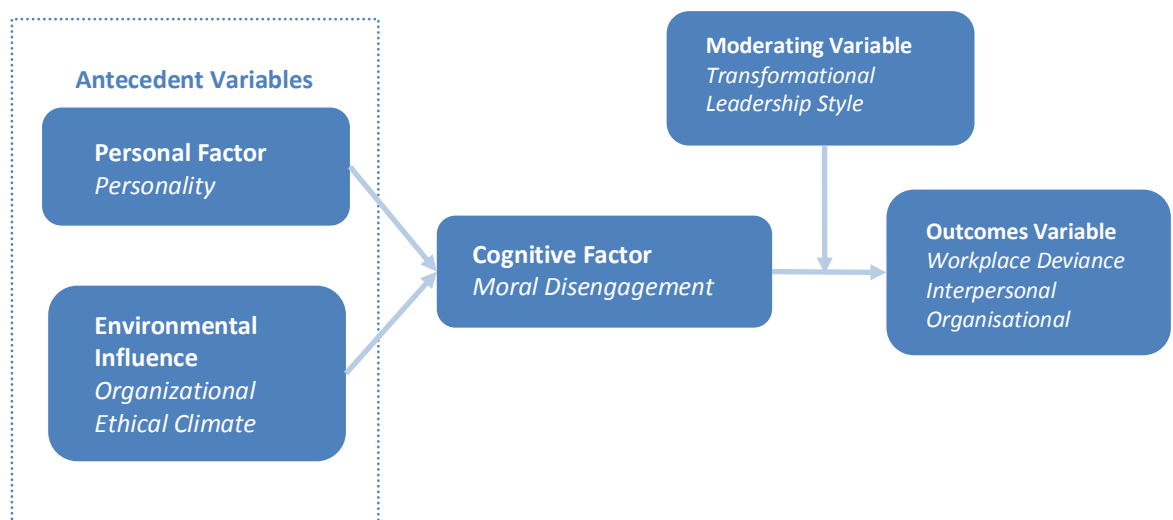 Antecedent Variables
Personal Factor
Personality
Environmental
Influence
Organizational
Ethical Climate
Cognitive Factor
Moral Disengagement
Moderating Variable
Transformational
Leadership Style
Outcomes Variable
Workplace Deviance
Interpersonal
Organisational